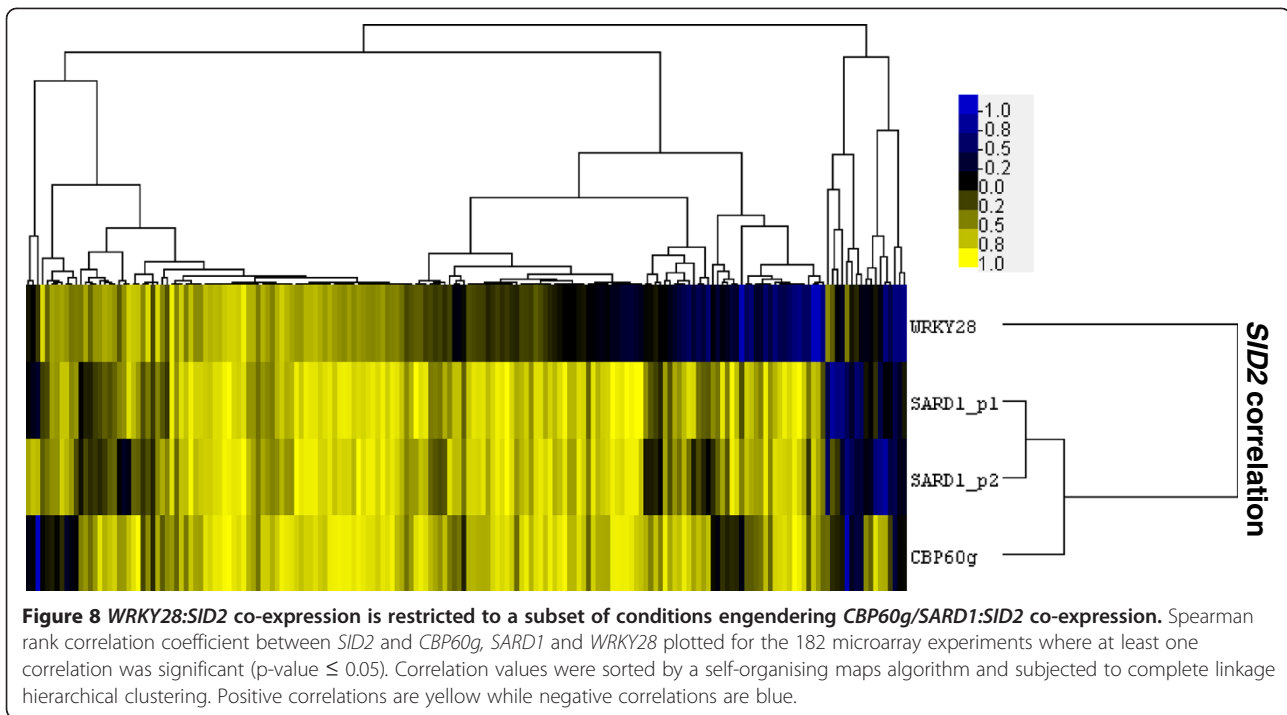 -1.0
-0.8
-0.5
-0.2
0.0
0.2
0.5
0.8
1.0
WRKY28
SARD1_p1
SARD1_p2
CBP60g
SID2 correlation
Figure 8 WRKY28:SID2 co-expression is restricted to a subset of conditions engendering CBP60g/SARD1:SID2 co-expression. Spearman
rank correlation coefficient between SID2 and CBP60g, SARD1 and WRKY28 plotted for the 182 microarray experiments where at least one
correlation was significant (p-value ≤ 0.05). Correlation values were sorted by a self-organising maps algorithm and subjected to complete linkage
hierarchical clustering. Positive correlations are yellow while negative correlations are blue.